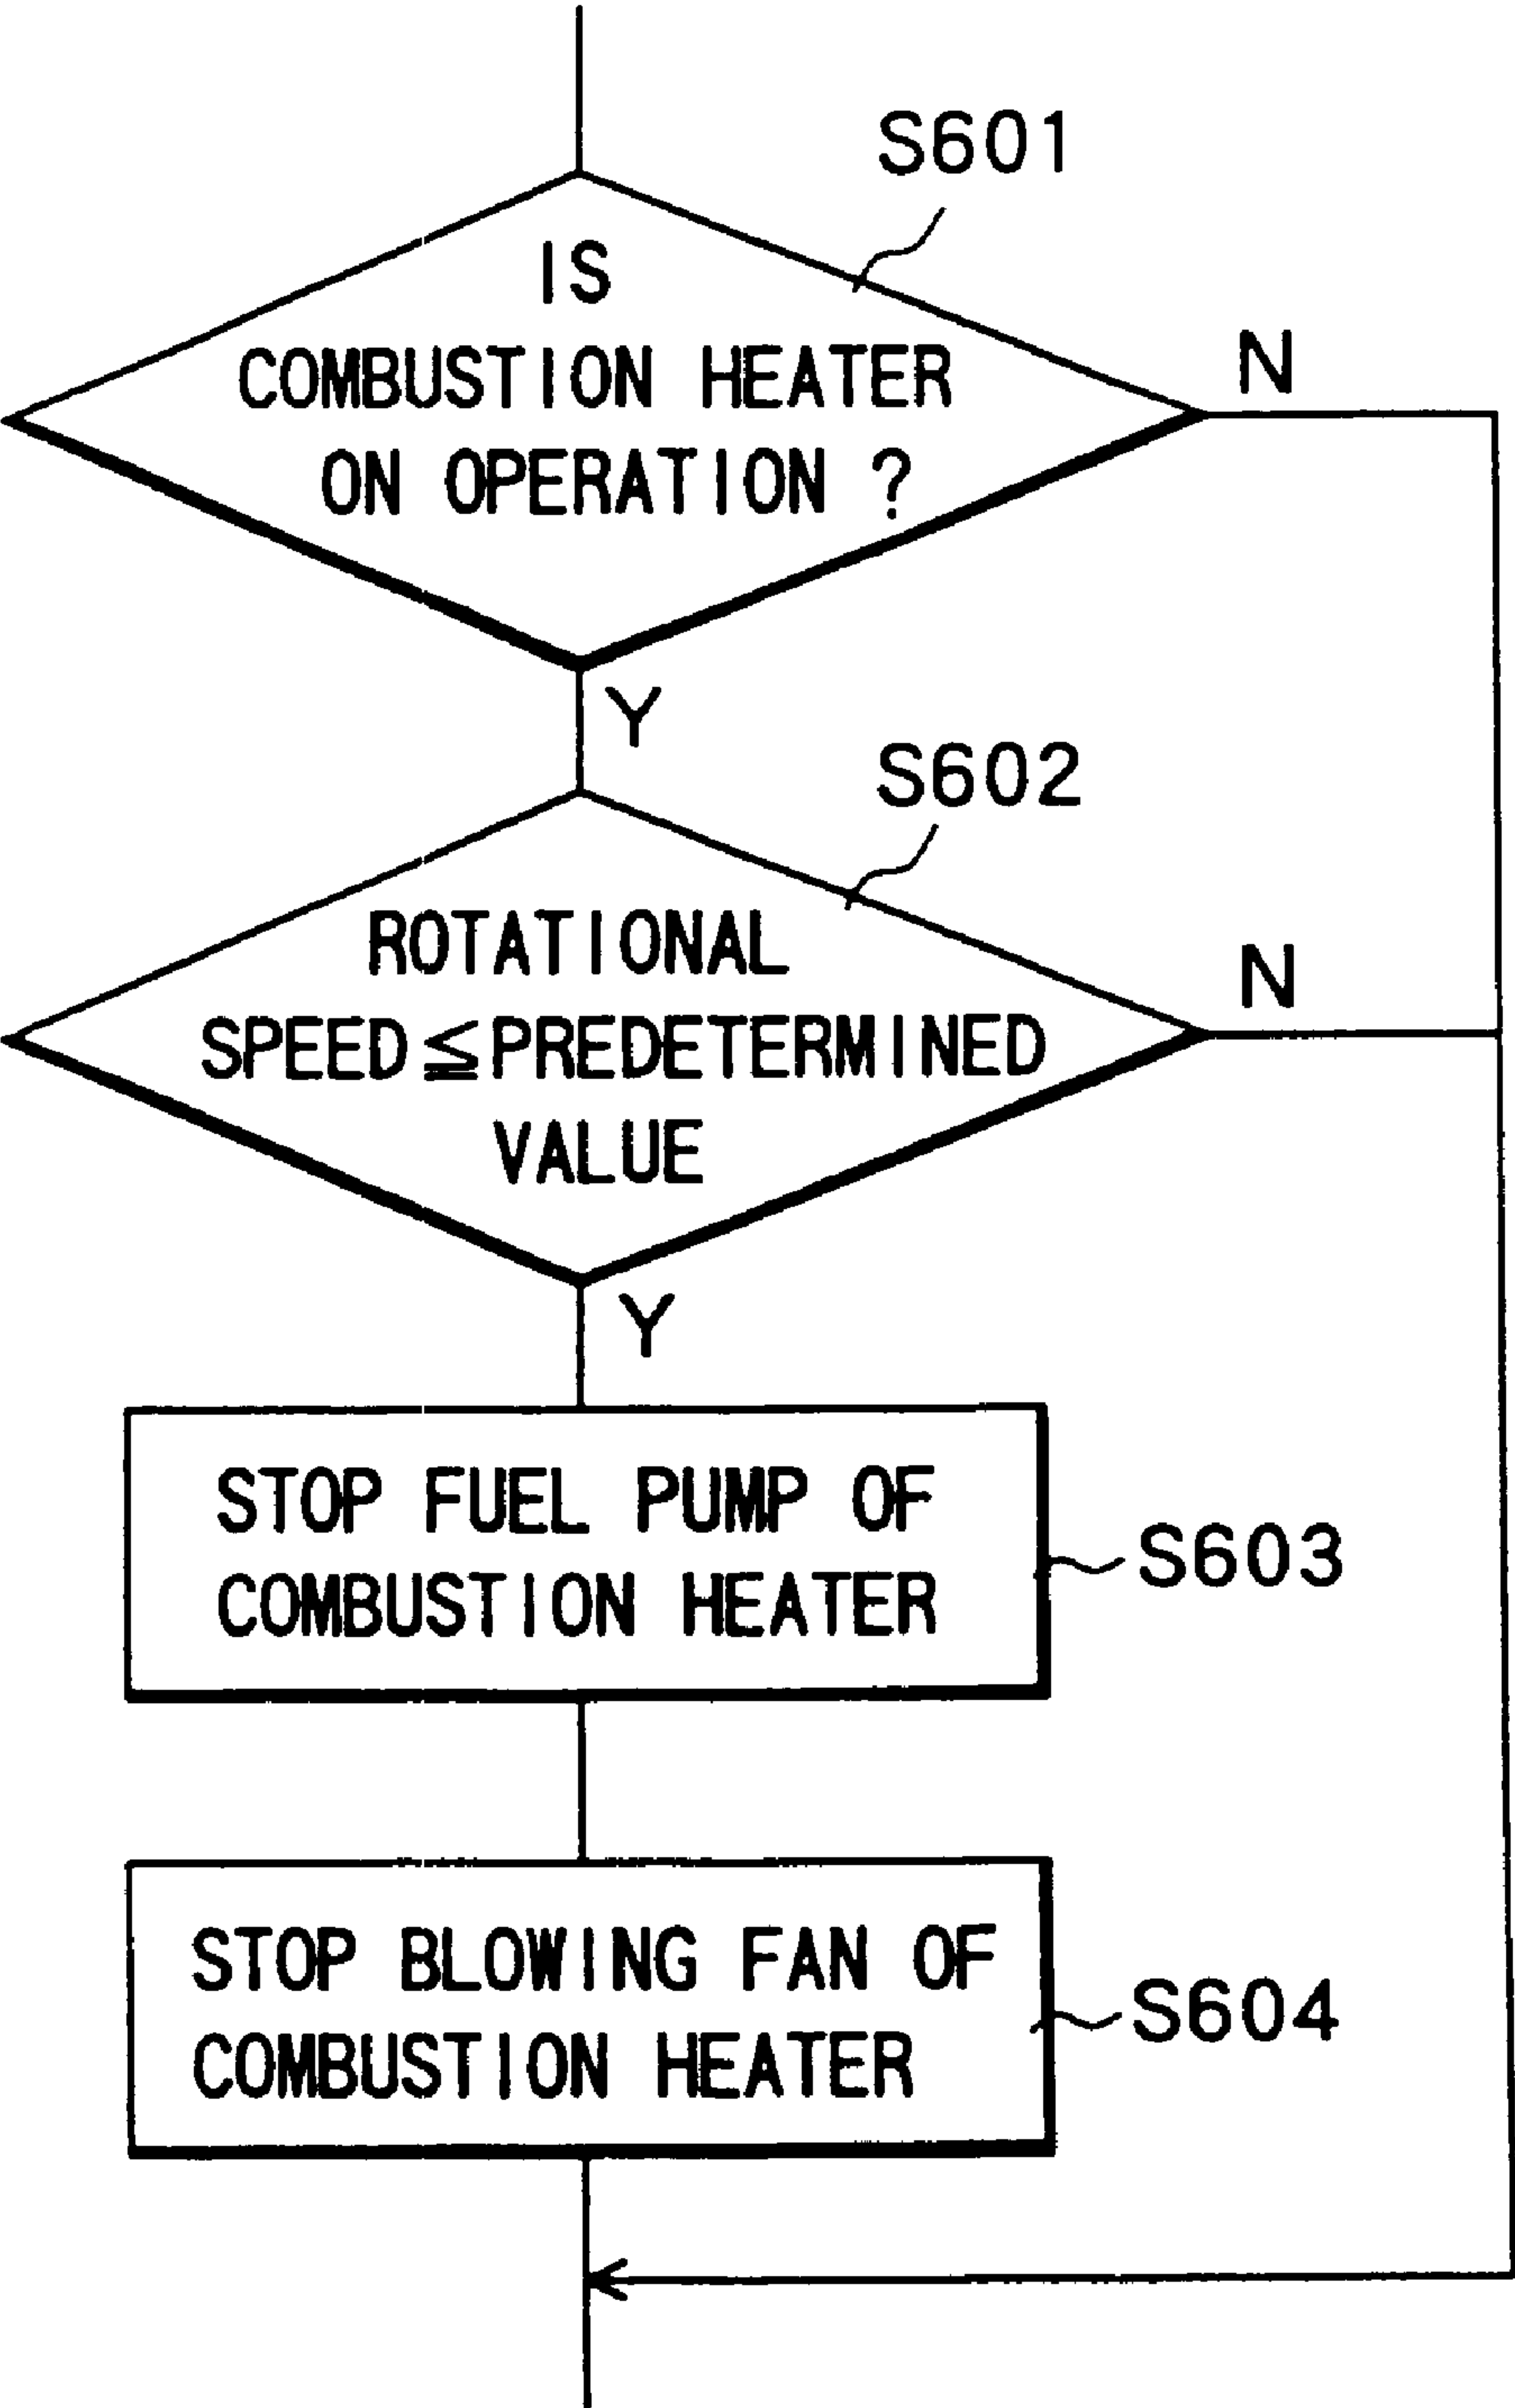 S601
IS
COMBUSTION HEATER
ON OPERATION ?
N
Y
S602
ROTATIONAL
SPEED≦PREDETERMINED
VALUE
N
Y
STOP FUEL PUMP OF
COMBUSTION HEATER
S603
STOP BLOWING FAN OF
COMBUSTION HEATER
S604